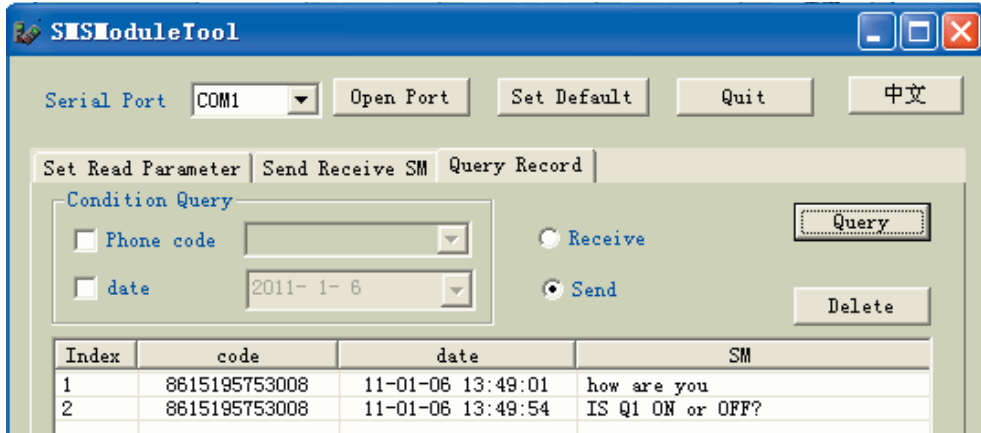 SMSModuleTool
Serial Port COM1 Open Port Set Default Quit 中文
Set Read Parameter Send Receive SM Query Record
Condition Query
Phone code Receive Query
date 2011- 1- 6 Send
Delete
Index code date SM
1 8615195753008 11-01-06 13:49:01 how are you
2 8615195753008 11-01-06 13:49:54 IS Q1 ON or OFF?